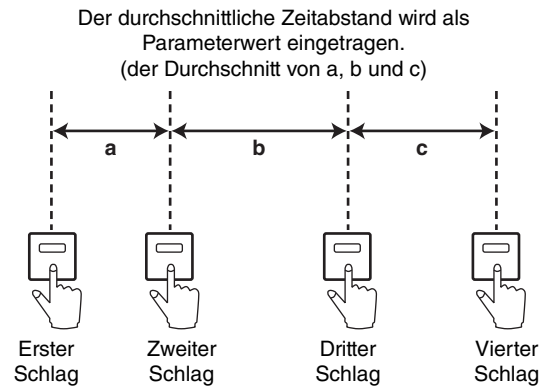 Der durchschnittliche Zeitabstand wird als
Parameterwert eingetragen.
(der Durchschnitt von a, b und c)
a b c
Erster Zweiter Dritter Vierter
Schlag Schlag Schlag Schlag